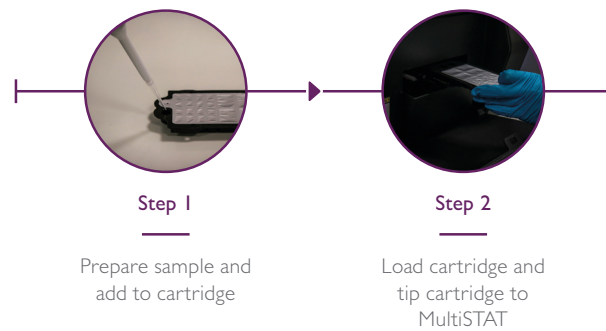 Step 1
Prepare sample and
add to cartridge
Step 2
Load cartridge and
tip cartridge to
MultiSTAT